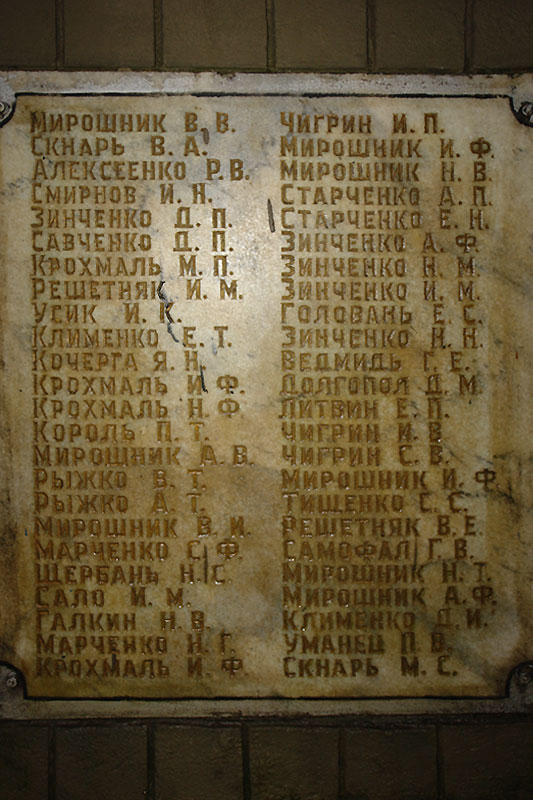 Мирошник В. В.
Скнарь В. А.
Алексеенко Р. В.
Смирнов И. Н.
Зинченко Д. П.
Савченко Д. П.
Крохмаль М. П.
Решетняк И. М.
Усик И. К.
Клименко Е. Т.
Кочерга Я. Н.
Крохмаль И. Ф.
Крохмаль Н. Ф.
Король П. Т.
Мирошник А. В.
Рыжко В. Т.
Рыжко А. Т.
Мирошник В. И.
Марченко С. Ф.
Щербань Н. С.
Сало И. М.
Галкин Н. В.
Марченко Н. Г.
Крохмаль И. Ф.
Чигрин И. П.
Мирошник И. Ф.
Мирошник Н. В.
Старченко А. П.
Старченко Е. Н.
Зинченко А. Ф.
Зинченко Н. М.
Зинченко И. М.
Головань Е. С.
Зинченко Н. Н.
Ведмидь Г. Е.
Долгопол Д. М
Литвин Е. П.
Чигрин И. В.
Чигрин С. В.
Мирошник И. Ф.
Тищенко С. С.
Решетняк В. Е.
Самофал Г. В.
Мирошник Н. Т.
Мирошник А. Ф.
Клименко Д. И.
Уманец П. В.
Скнарь М. С.